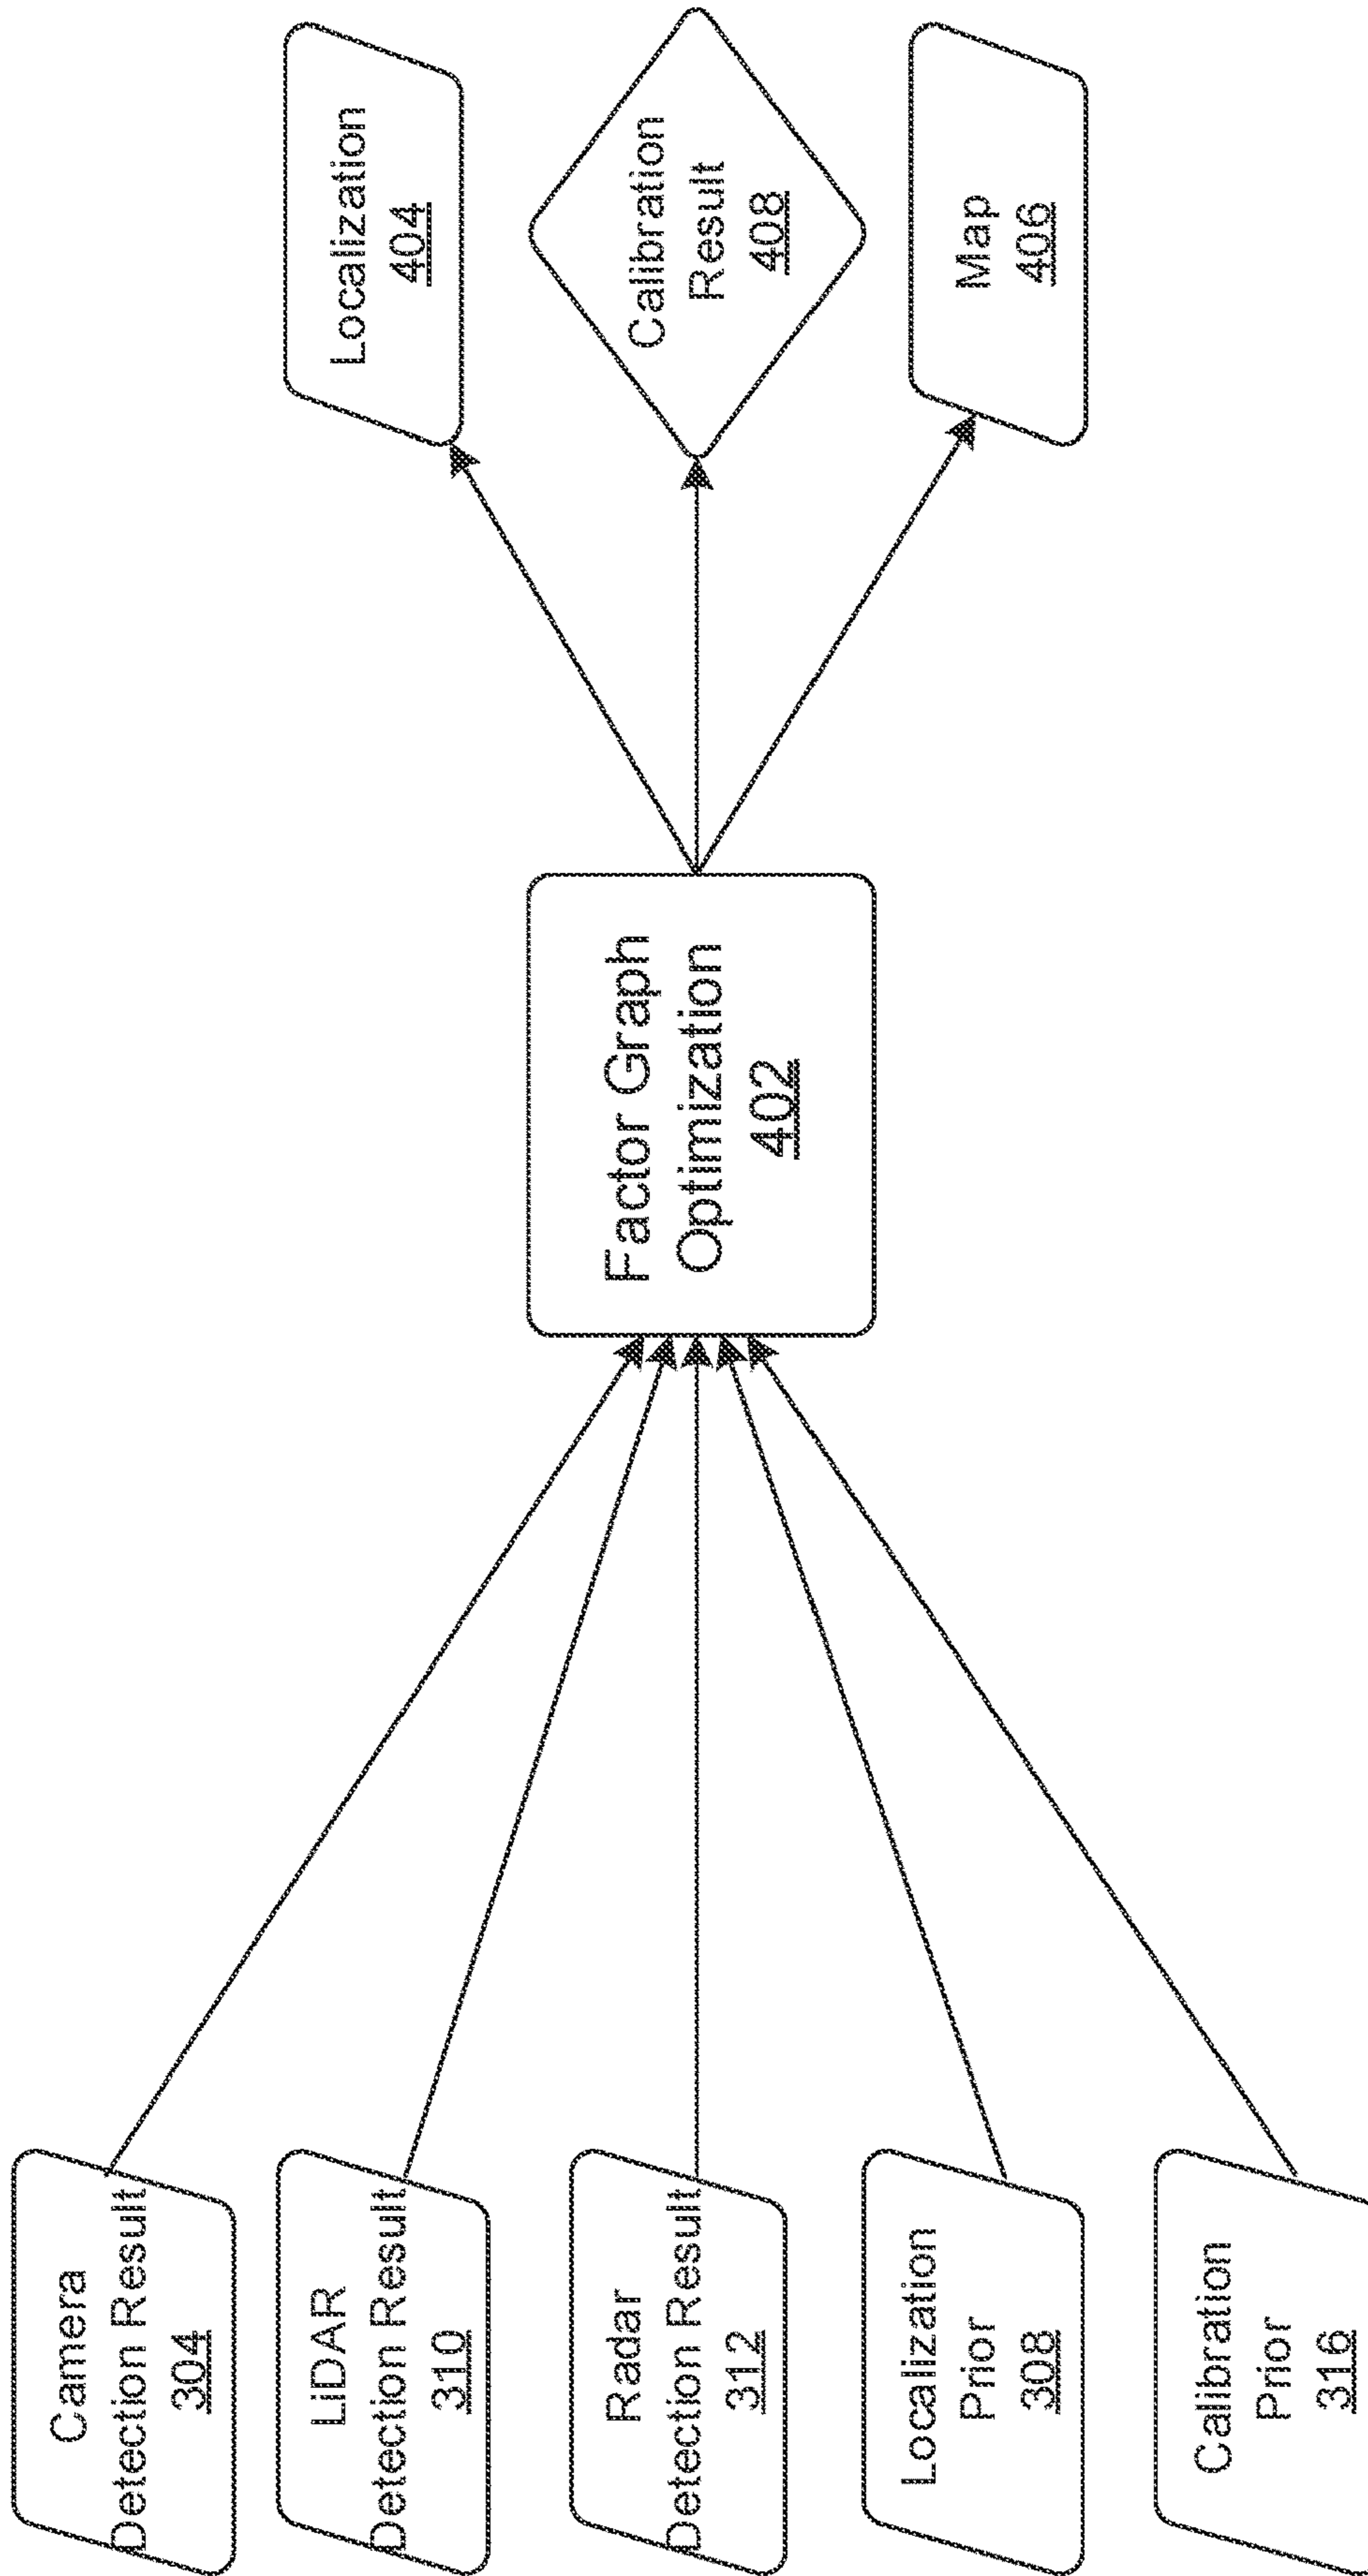 Camera
Detection Result
304
LiDAR
Detection Result
310
Radar
Detection Result
312
Localization
Prior
308
Calibration
Prior
316
Factor Graph
Optimization
402
Localization
404
Calibration
Result
408
Map
406